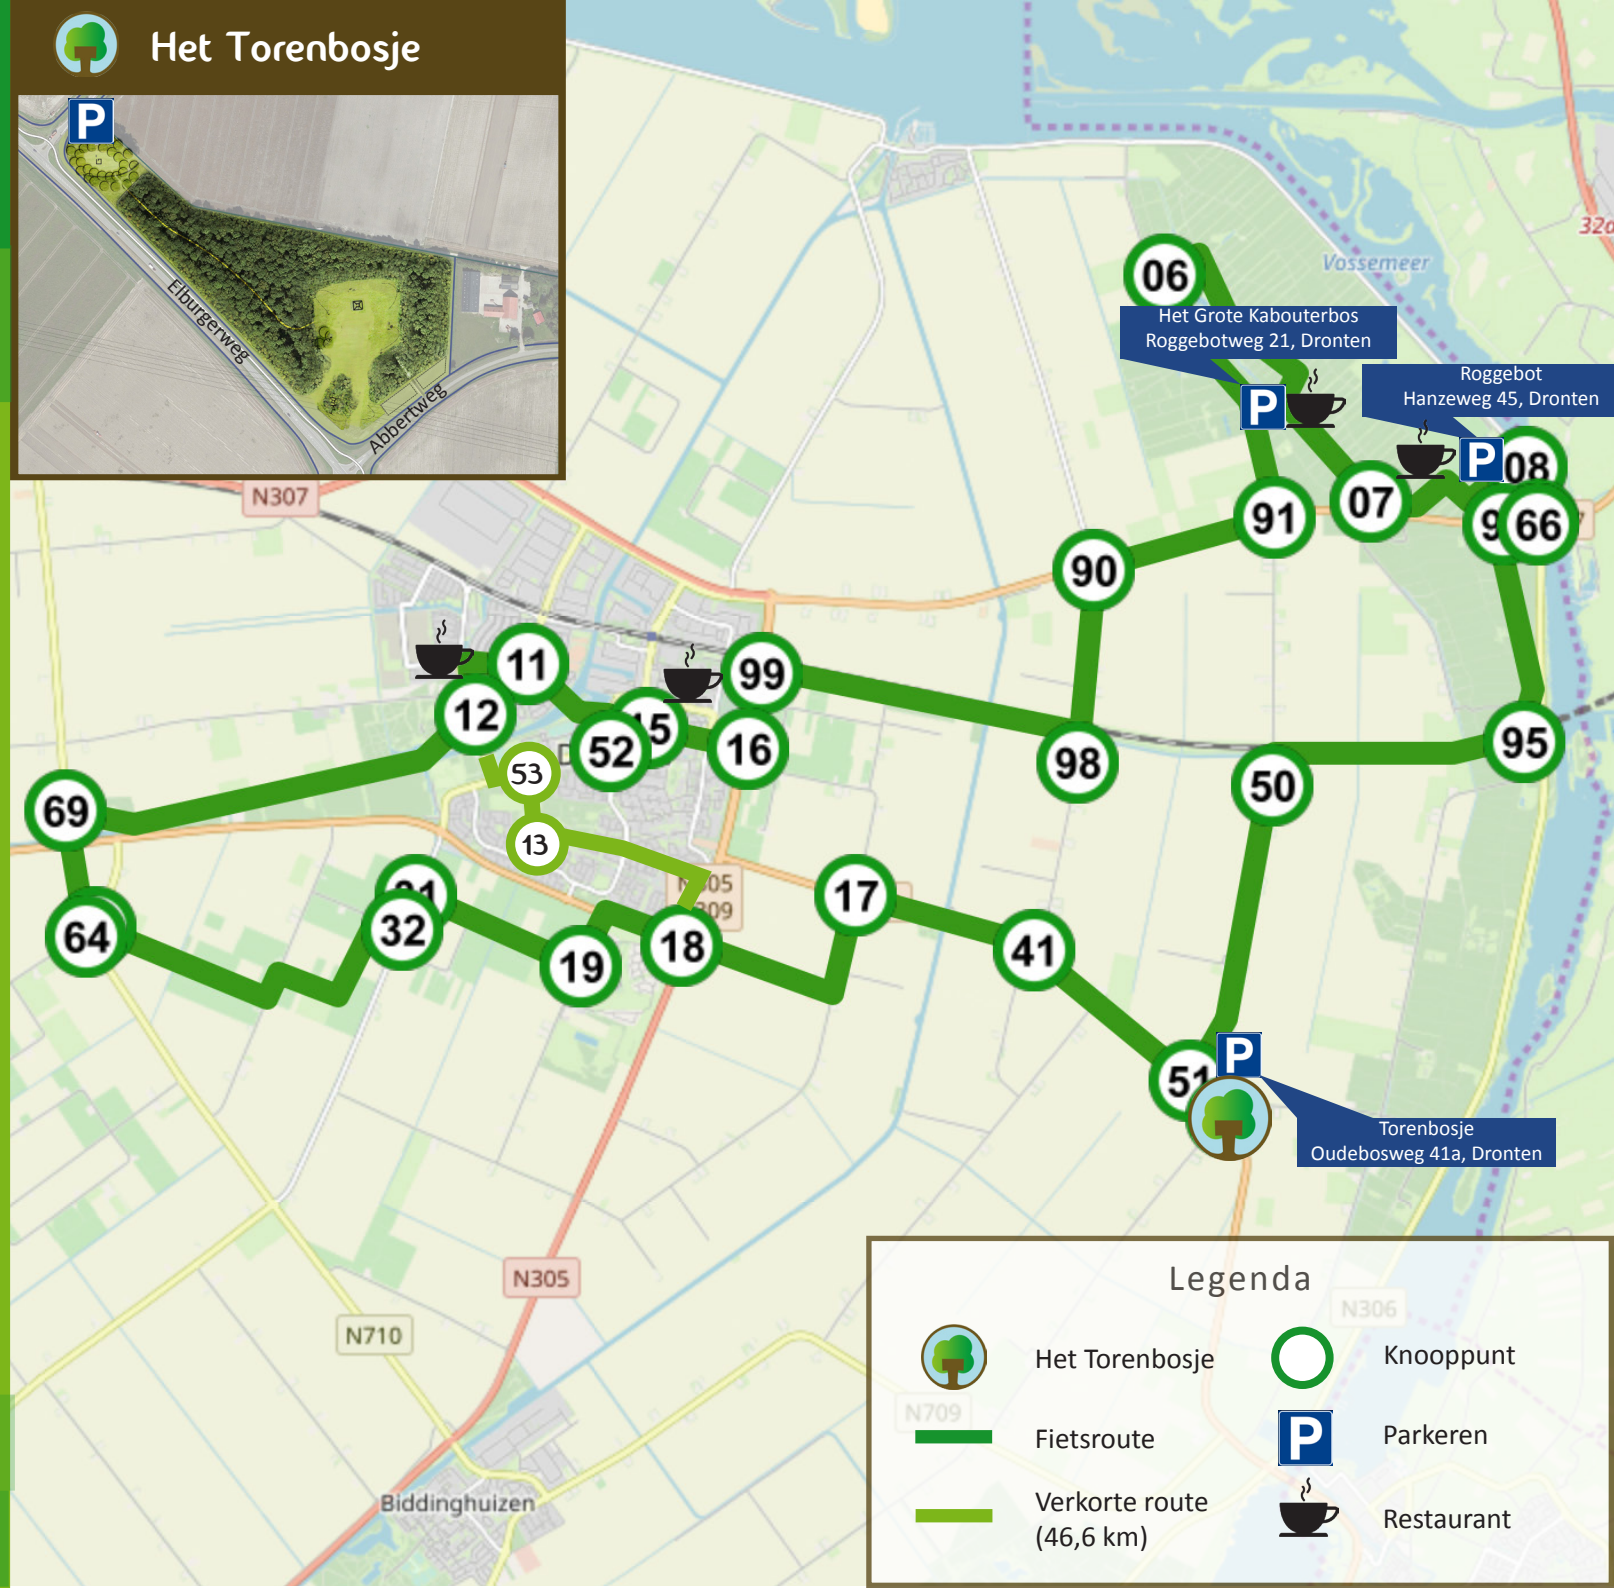 Het Torenbosje
P
Elburgerweg
Abbertweg
N307
Vossemeer
06
Het Grote Kabouterbos
Roggebotweg 21, Dronten
P
Roggebot
Hanzeweg 45, Dronten
P
08
07
91
66
90
11
99
12
52
16
53
98
95
50
69
13
17
64
32
18
19
41
51
P
Torenbosje
Oudebosweg 41a, Dronten
N305
N710
Biddinghuizen
Legenda
N306
N709
Het Torenbosje
Knooppunt
Fietsroute
P
Parkeren
Verkorte route
(46,6 km)
Restaurant